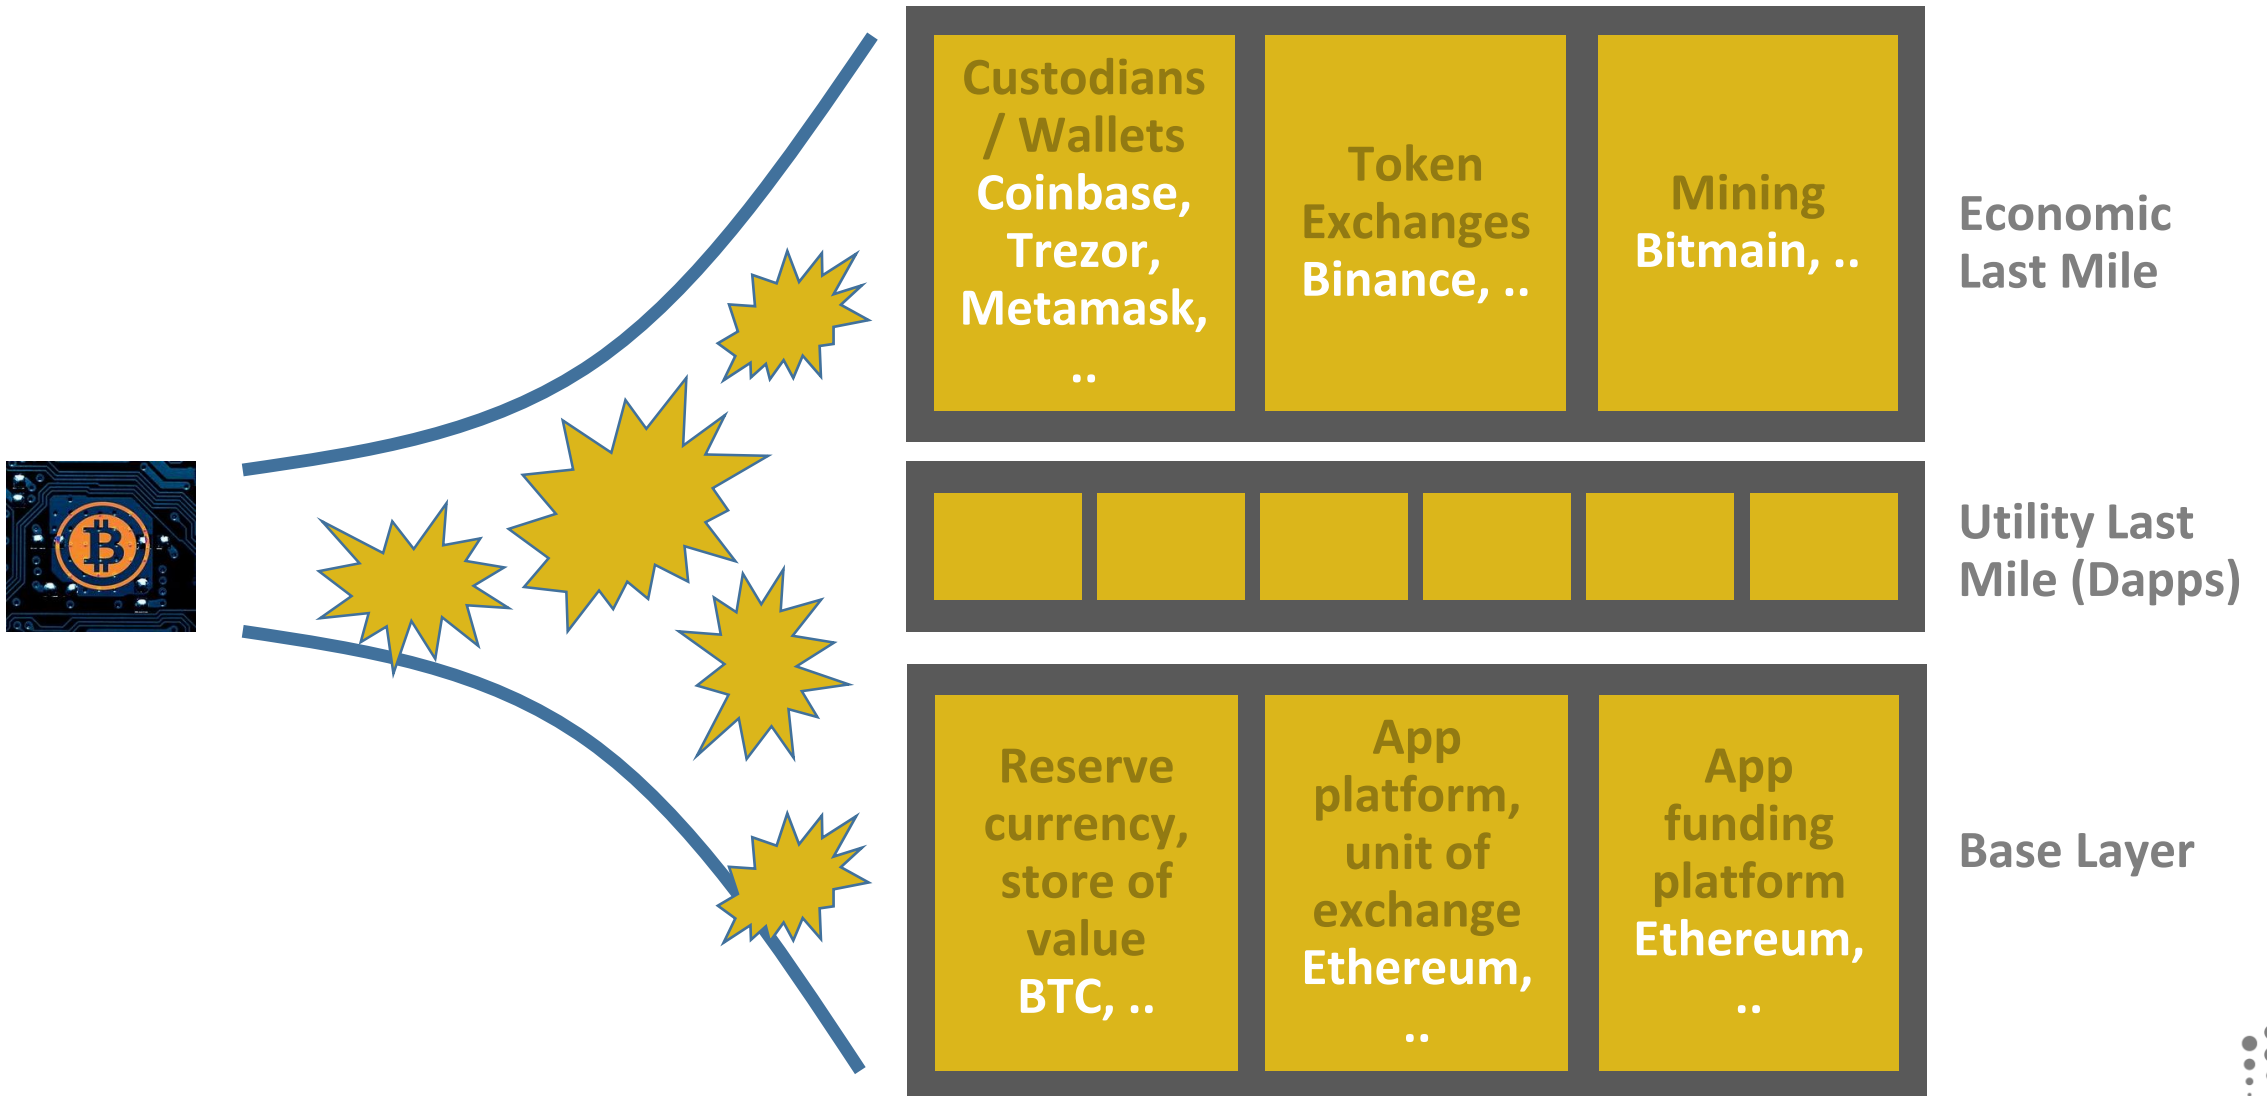 Custodians
/ Wallets
Coinbase,
Trezor,
Metamask,
..
Token
Exchanges
Binance, ..
Mining
Bitmain, ..
Economic
Last Mile
Utility Last
Mile (Dapps)
Reserve
currency,
store of
value
BTC, ..
App
platform,
unit of
exchange
Ethereum,
..
App
funding
platform
Ethereum,
..
Base Layer